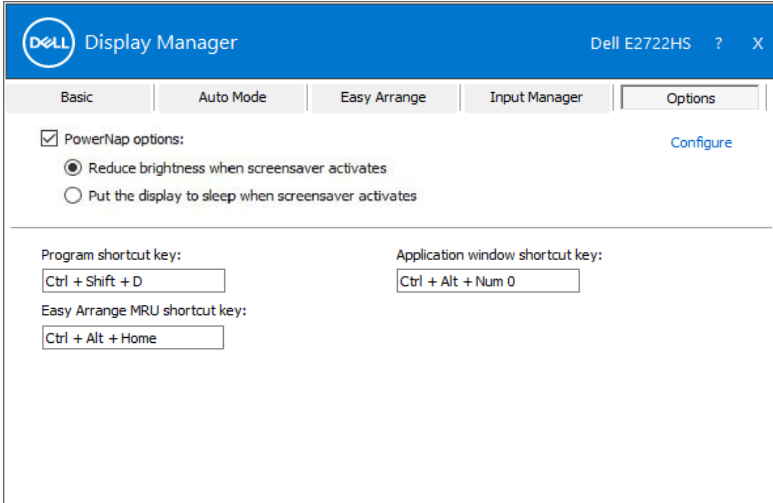 DELL Display Manager Dell E2722HS ? X
Basic Auto Mode Easy Arrange Input Manager Options
PowerNap options: Configure
Reduce brightness when screensaver activates
Put the display to sleep when screensaver activates
Program shortcut key: Application window shortcut key:
Ctrl + Shift + D Ctrl + Alt + Num 0
Easy Arrange MRU shortcut key:
Ctrl + Alt + Home